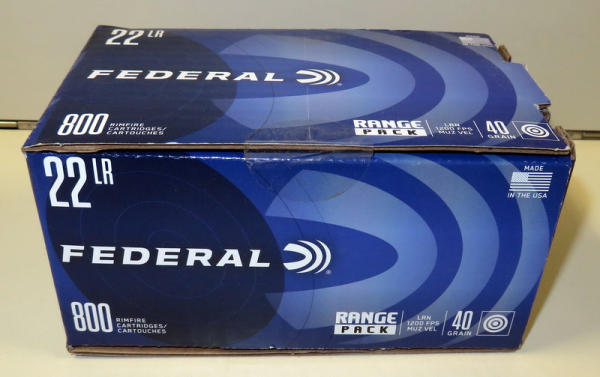 22 LR
FEDERAL
®
800 RIMFIRE
CARTRIDGES/
CARTOUCHES
RANGE
PACK
LRN
1200 FPS
MUZ VEL
40
GRAIN
22 LR
MADE
IN THE USA
FEDERAL
®
800 RIMFIRE
CARTRIDGES/
CARTOUCHES
RANGE
PACK
LRN
1200 FPS
MUZ VEL
40
GRAIN